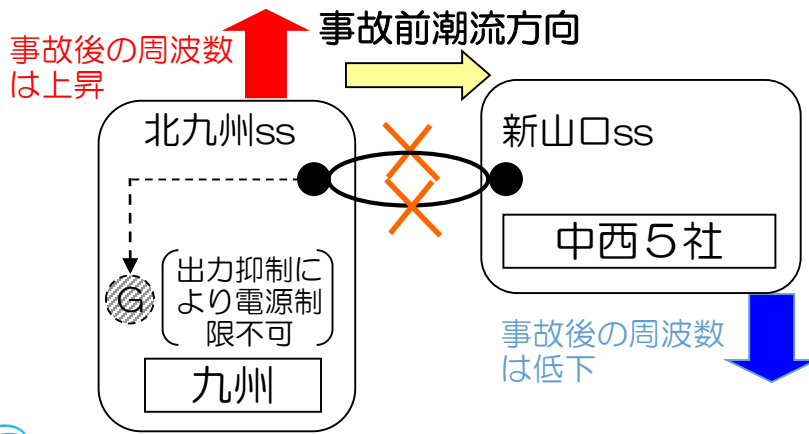 事故前潮流方向
事故後の周波数
は上昇
北九州ss
新山口ss
中西５社
G
出力抑制に
より電源制
限不可
九州
事故後の周波数
は低下